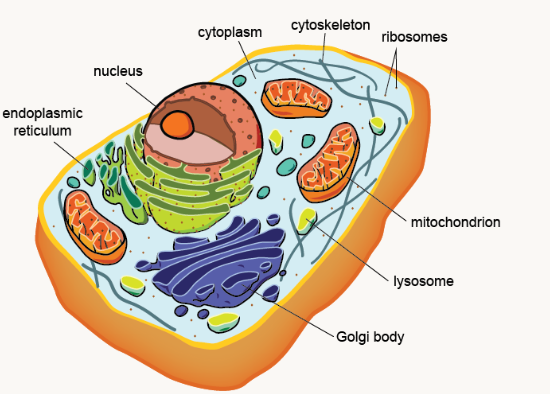 cytoskeleton
cytoplasm
ribosomes
nucleus
endoplasmic
reticulum
mitochondrion
lysosome
Golgi body